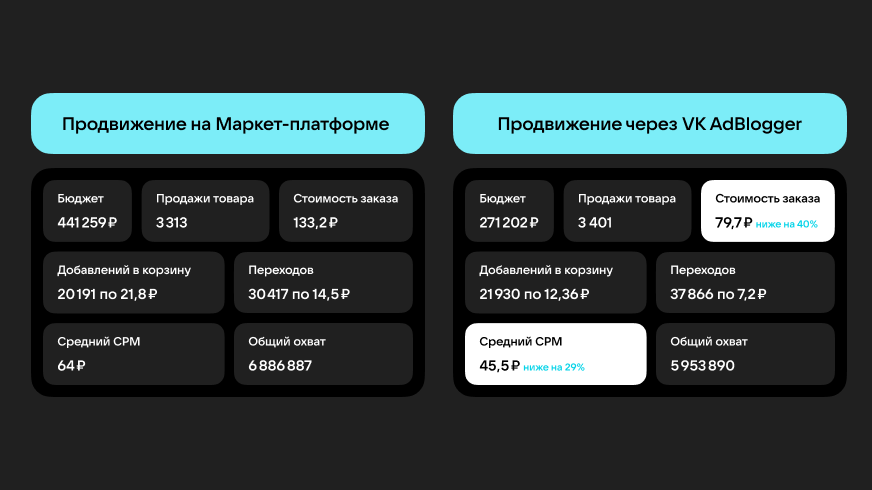 Продвижение на Маркет-платформе
Бюджет
441 259 ₽
Продажи товара
3 313
Стоимость заказа
133,2 ₽
Добавлений в корзину
20 191 по 21,8 ₽
Переходов
30 417 по 14,5 ₽
Средний CPM
64 ₽
Общий охват
6 886 887
Продвижение через VK AdBlogger
Бюджет
271 202 ₽
Продажи товара
3 401
Стоимость заказа
79,7 ₽ ниже на 40%
Добавлений в корзину
21 930 по 12,36 ₽
Переходов
37 866 по 7,2 ₽
Средний CPM
45,5 ₽ ниже на 29%
Общий охват
5 953 890